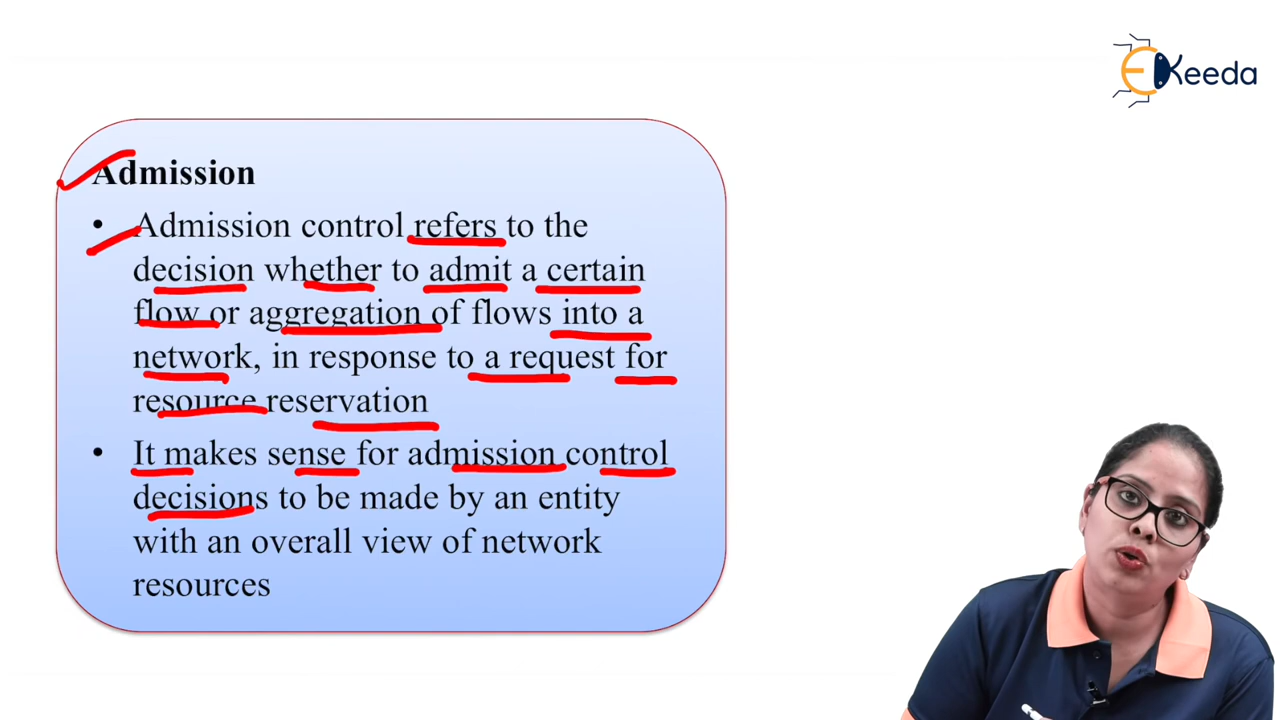 EKeeda
Admission
• Admission control refers to the
decision whether to admit a certain
flow or aggregation of flows into a
network, in response to a request for
resource reservation
• It makes sense for admission control
decisions to be made by an entity
with an overall view of network
resources